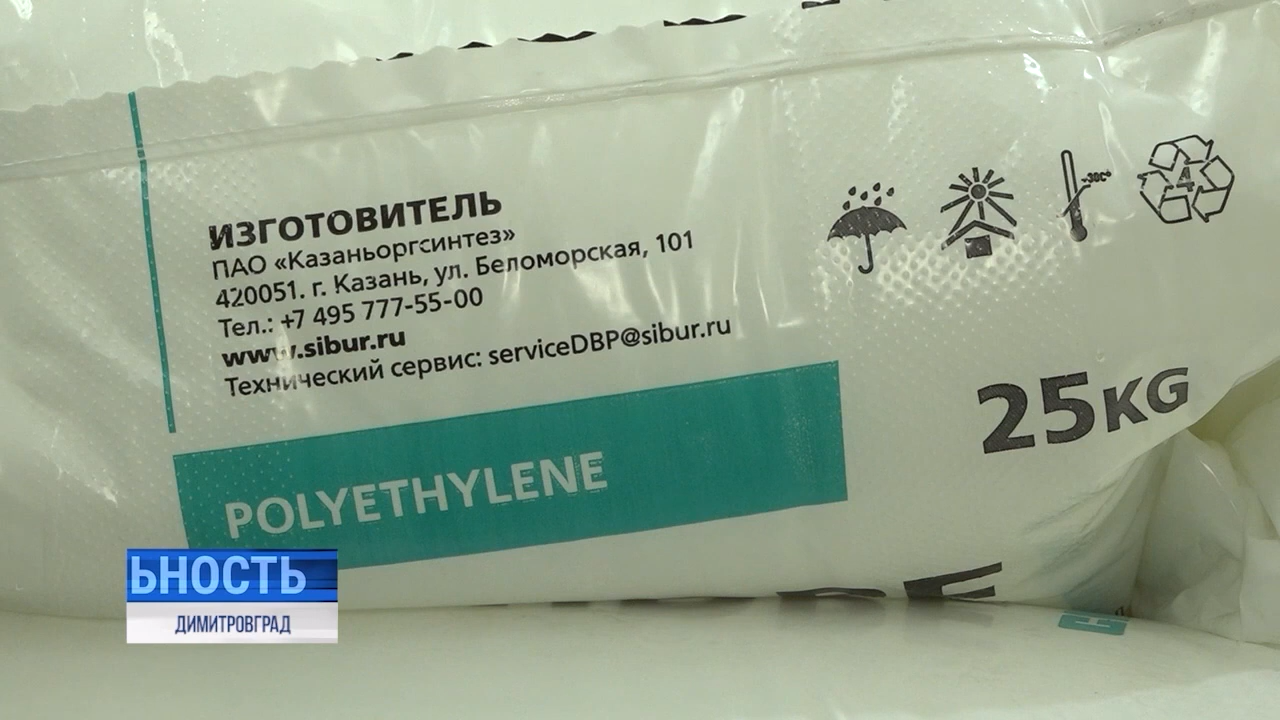 ИЗГОТОВИТЕЛЬ
ПАО «Казаньоргсинтез»
420051. г. Казань, ул. Беломорская, 101
Тел.: +7 495 777-55-00
www.sibur.ru
Технический сервис: serviceDBP@sibur.ru
-30C°
4
25KG
POLYETHYLENE
ЬНОСТЬ
ДИМИТРОВГРАД